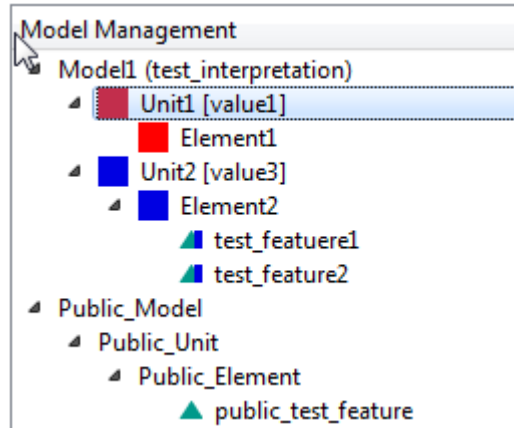 Model Management
Model1 (test_interpretation)
Unit1 [value1]
Element1
Unit2 [value3]
Element2
test_featuere1
test_feature2
Public_Model
Public_Unit
Public_Element
public_test_feature